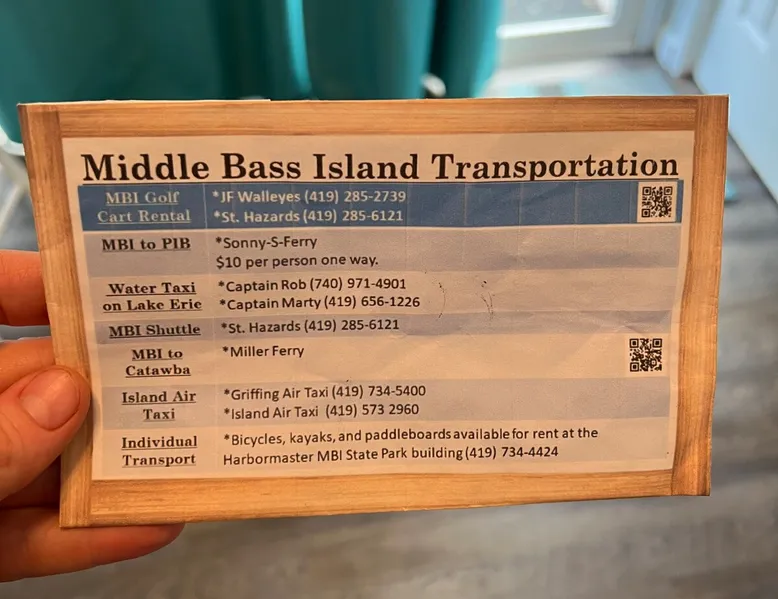 Middle Bass Island Transportation
MBI Golf Cart Rental
*JF Walleyes (419) 285-2739
*St. Hazards (419) 285-6121
MBI to PIB
*Sonny-S-Ferry
$10 per person one way.
Water Taxi on Lake Erie
*Captain Rob (740) 971-4901
*Captain Marty (419) 656-1226
MBI Shuttle
*St. Hazards (419) 285-6121
MBI to Catawba
*Miller Ferry
Island Air Taxi
*Griffing Air Taxi (419) 734-5400
*Island Air Taxi (419) 573 2960
Individual Transport
*Bicycles, kayaks, and paddleboards available for rent at the
Harbormaster MBI State Park building (419) 734-4424